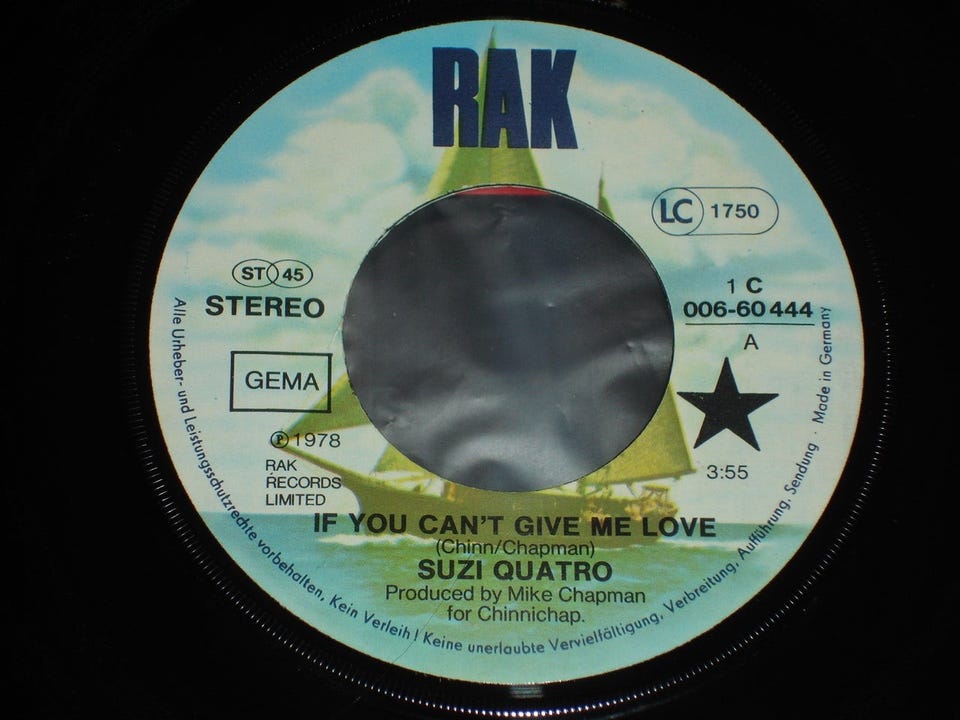 RAK
LC 1750
ST 45
STEREO
1 C
006-60 444
A
GEMA
℗ 1978
RAK
RECORDS
LIMITED
3:55
IF YOU CAN'T GIVE ME LOVE
(Chinn/Chapman)
SUZI QUATRO
Produced by Mike Chapman
for Chinnichap.
Alle Urheber- und Leistungsschutzrechte vorbehalten, Kein Verleih! Keine unerlaubte Vervielfältigung, Verbreitung, Aufführung, Sendung · Made in Germany